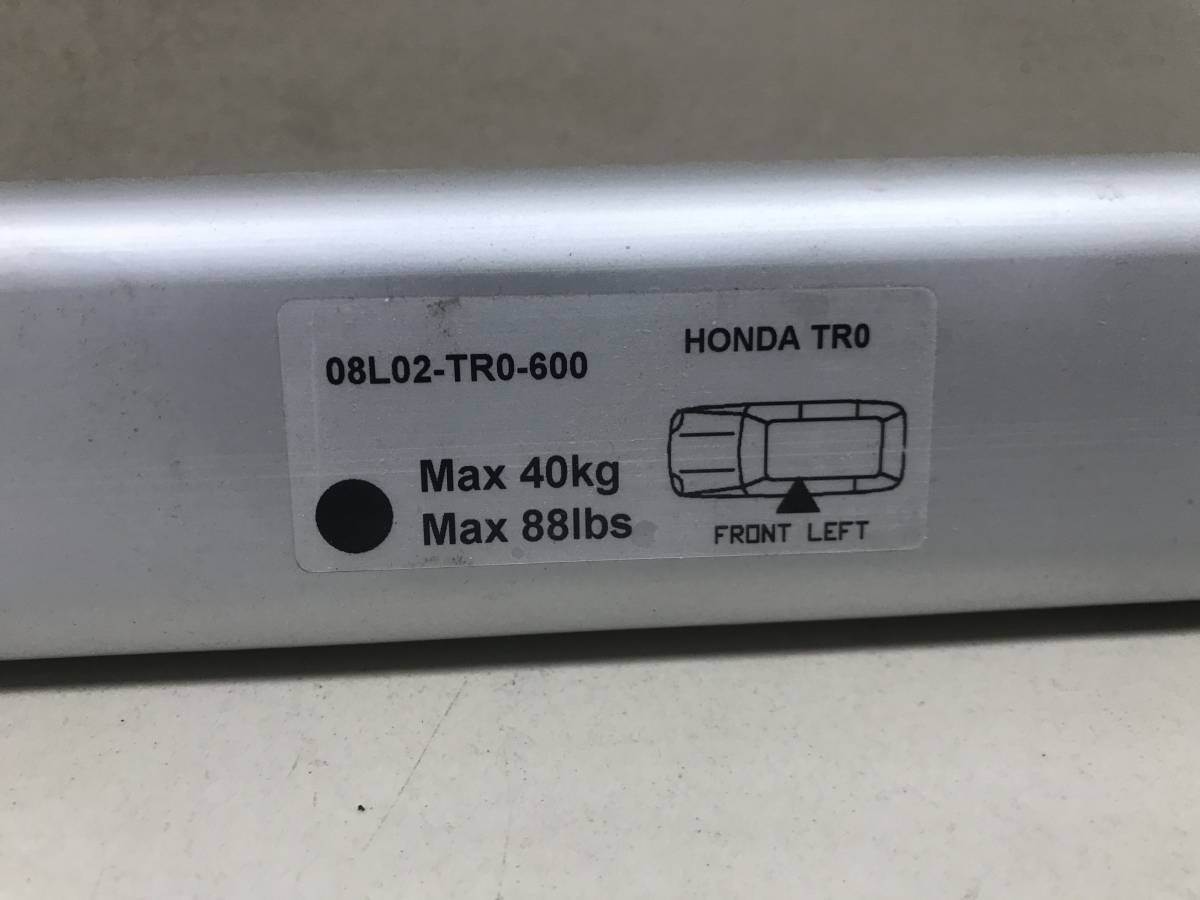 08L02-TR0-600
HONDA TR0
Max 40kg
Max 88lbs
FRONT LEFT